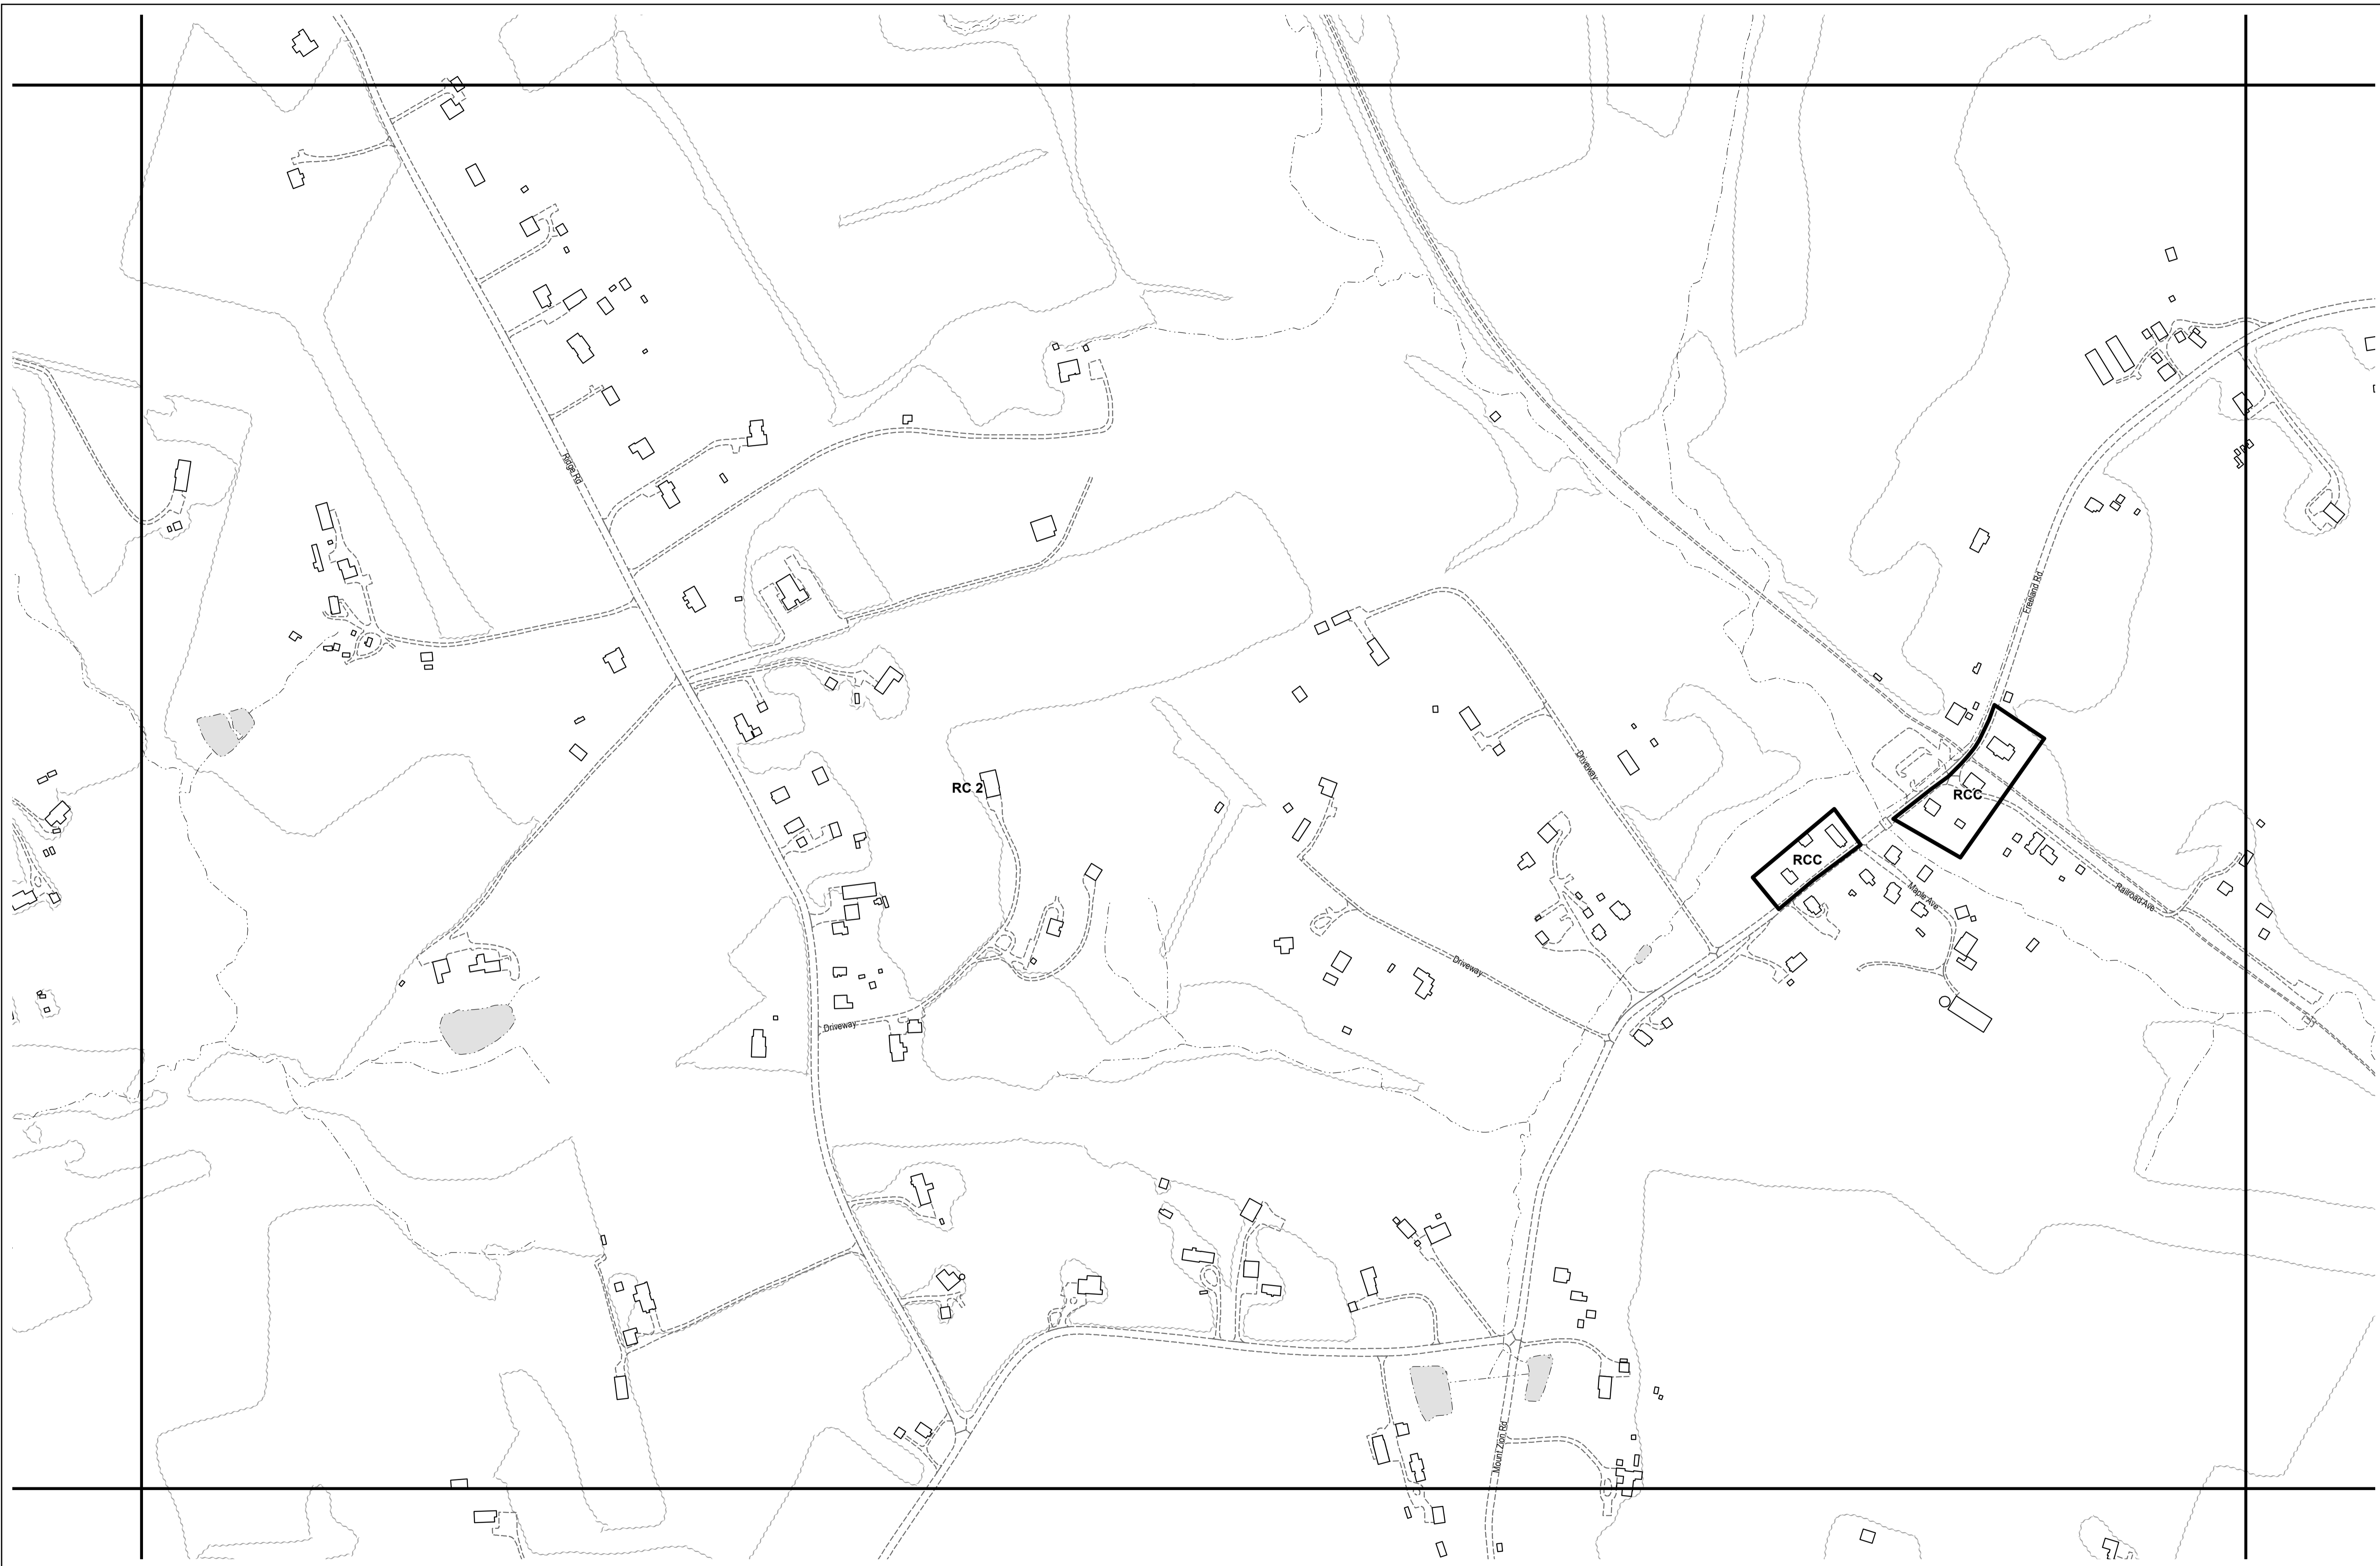 Ridge Rd
Freeland Rd
Driveway
RC 2
RCC
RCC
Maple Ave
Railroad Ave
Driveway
Driveway
Mount Zion Rd